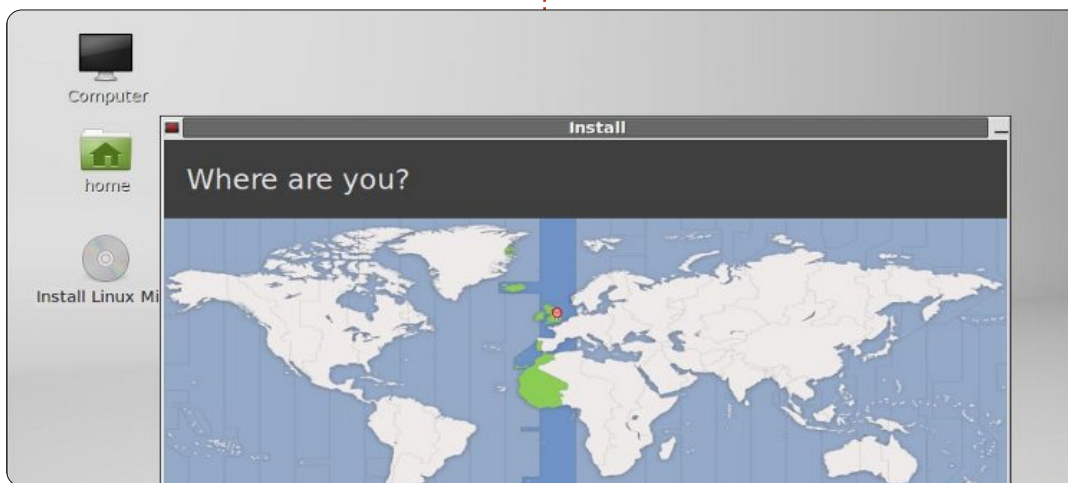 Computer
Install
Where are you?
home
Install Linux Mi